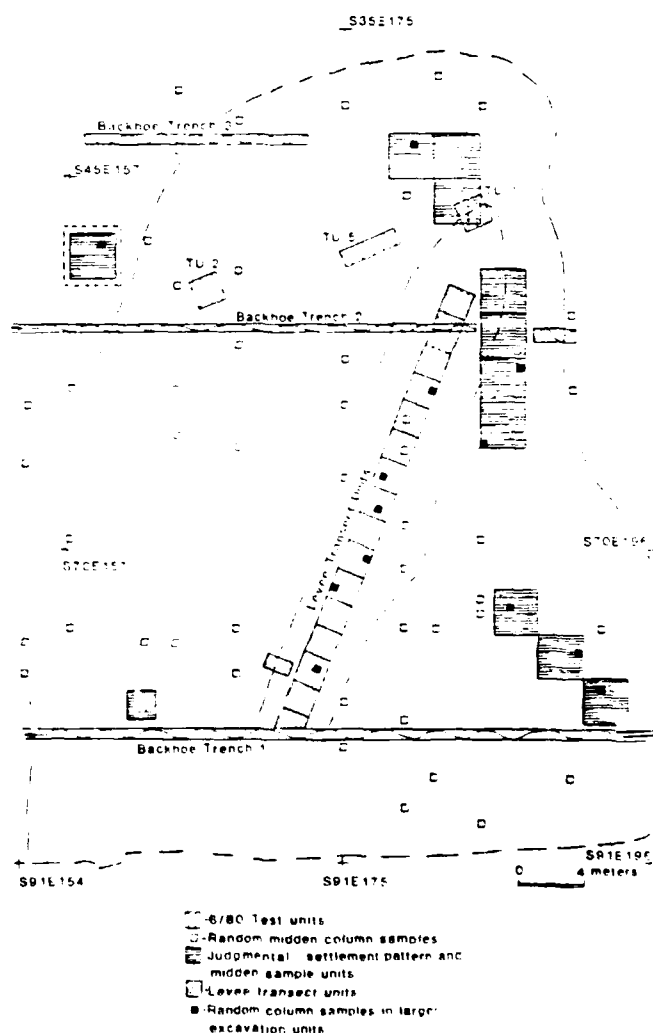 S35E175
Backhoe Trench 3
S45E157
TU
TU 5
TU 2
Backhoe Trench 2
Levee Transect Units
S70E157
S70E196
Backhoe Trench 1
S91E154
S91E175
S91E195
0 4
meters
-6/80 Test units
-Random midden column samples
Judgmental settlement pattern and
midden sample units
-Levee transect units
-Random column samples in larger
excavation units